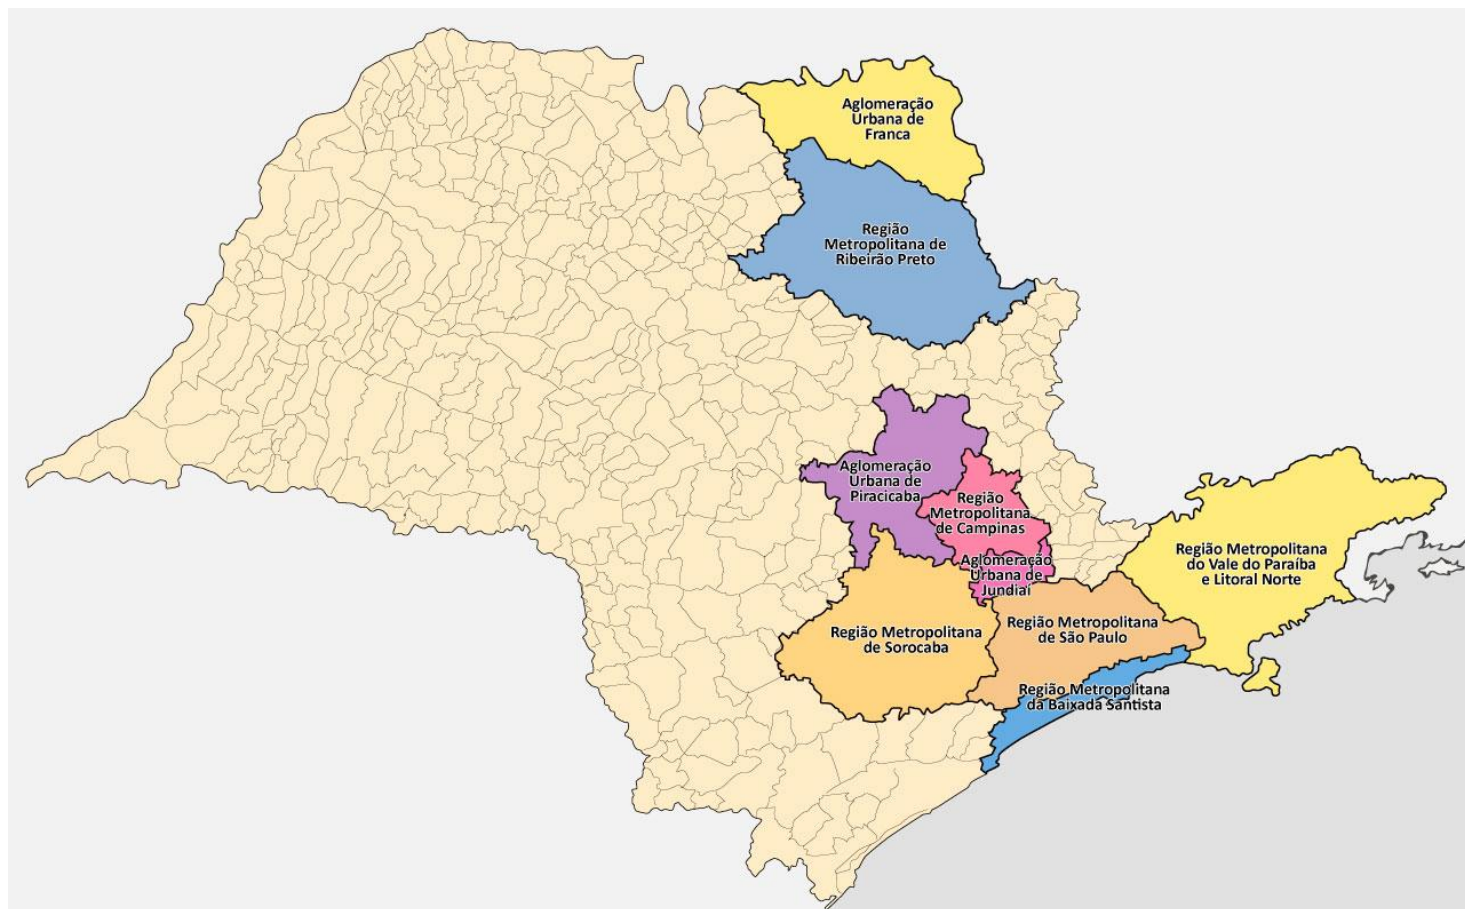 Aglomeração
Urbana de
Franca
Região
Metropolitana de
Ribeirão Preto
Aglomeração
Urbana de
Piracicaba
Região
Metropolitana
de Campinas
Aglomeração
Urbana de
Jundiaí
Região Metropolitana
do Vale do Paraíba
e Litoral Norte
Região Metropolitana
de São Paulo
Região Metropolitana
de Sorocaba
Região Metropolitana
da Baixada Santista